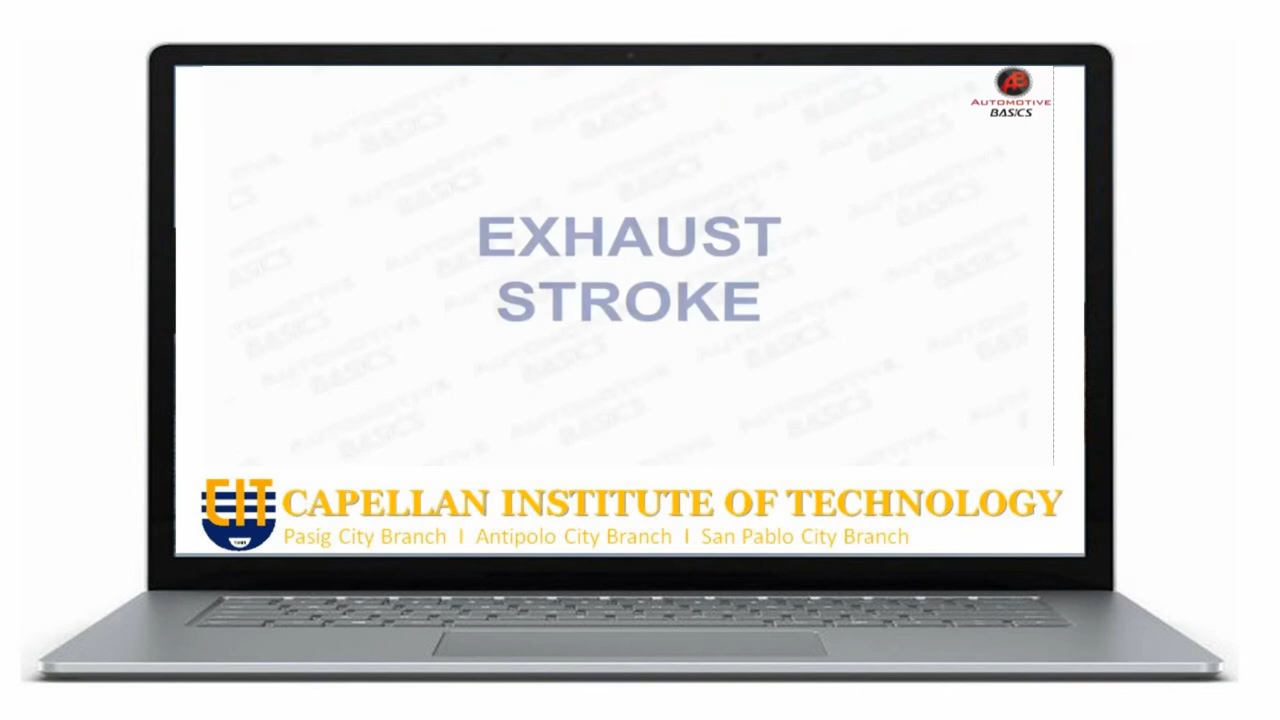 AB
AUTOMOTIVE
BASICS
EXHAUST
STROKE
CIT CAPELLAN INSTITUTE OF TECHNOLOGY
Pasig City Branch I Antipolo City Branch I San Pablo City Branch